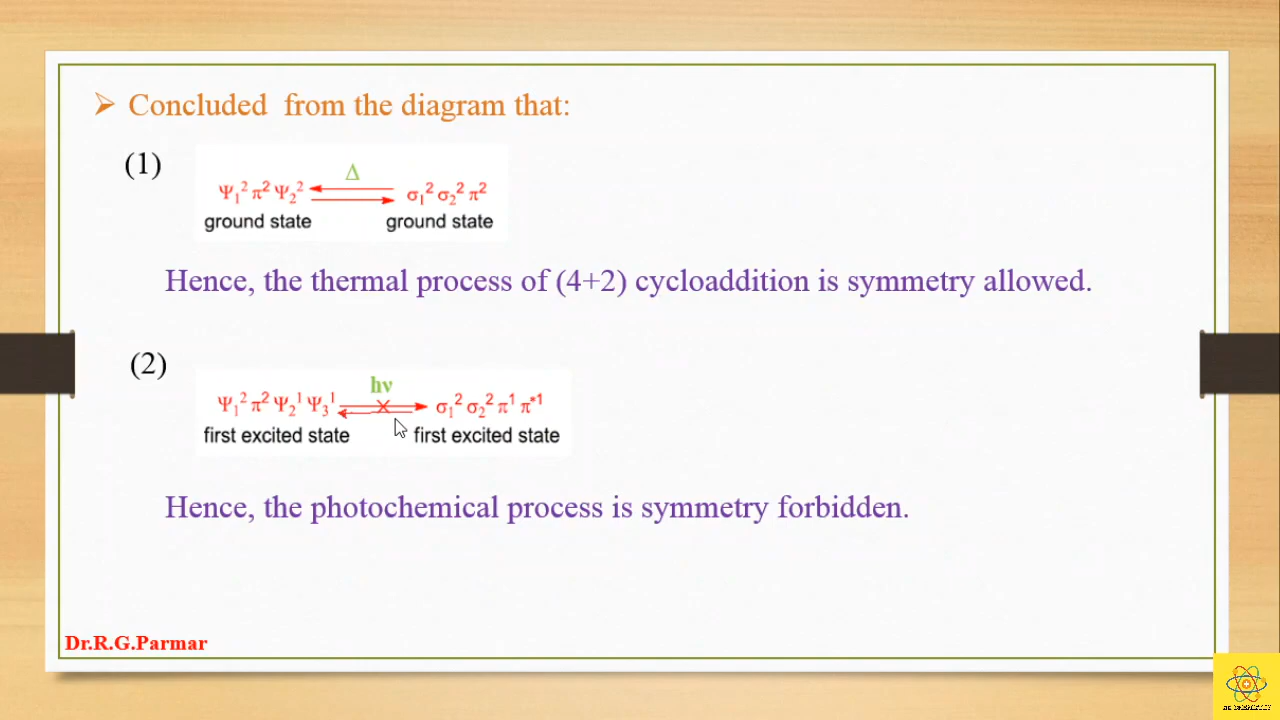 ➢ Concluded from the diagram that:
(1)
Δ
Ψ₁² π² Ψ₂² ⇄ σ₁² σ₂² π²
ground state ground state
Hence, the thermal process of (4+2) cycloaddition is symmetry allowed.
(2)
hν
Ψ₁² π² Ψ₂¹ Ψ₃¹ ⇄ σ₁² σ₂² π¹ π*¹
first excited state first excited state
Hence, the photochemical process is symmetry forbidden.
Dr.R.G.Parmar